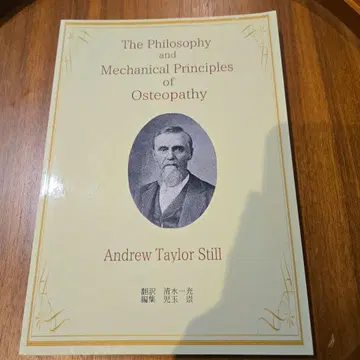 The Philosophy
and
Mechanical Principles
of
Osteopathy
Andrew Taylor Still
翻訳 清水一充
編集 児玉 崇